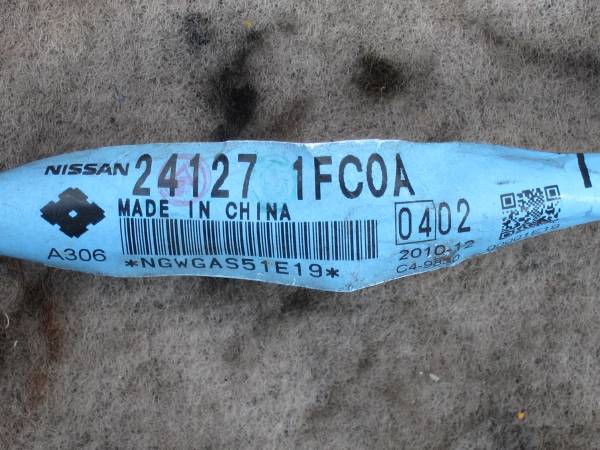 NISSAN 24127 1FC0A
MADE IN CHINA
A306
*NGWGAS51E19*
0402
2010-12